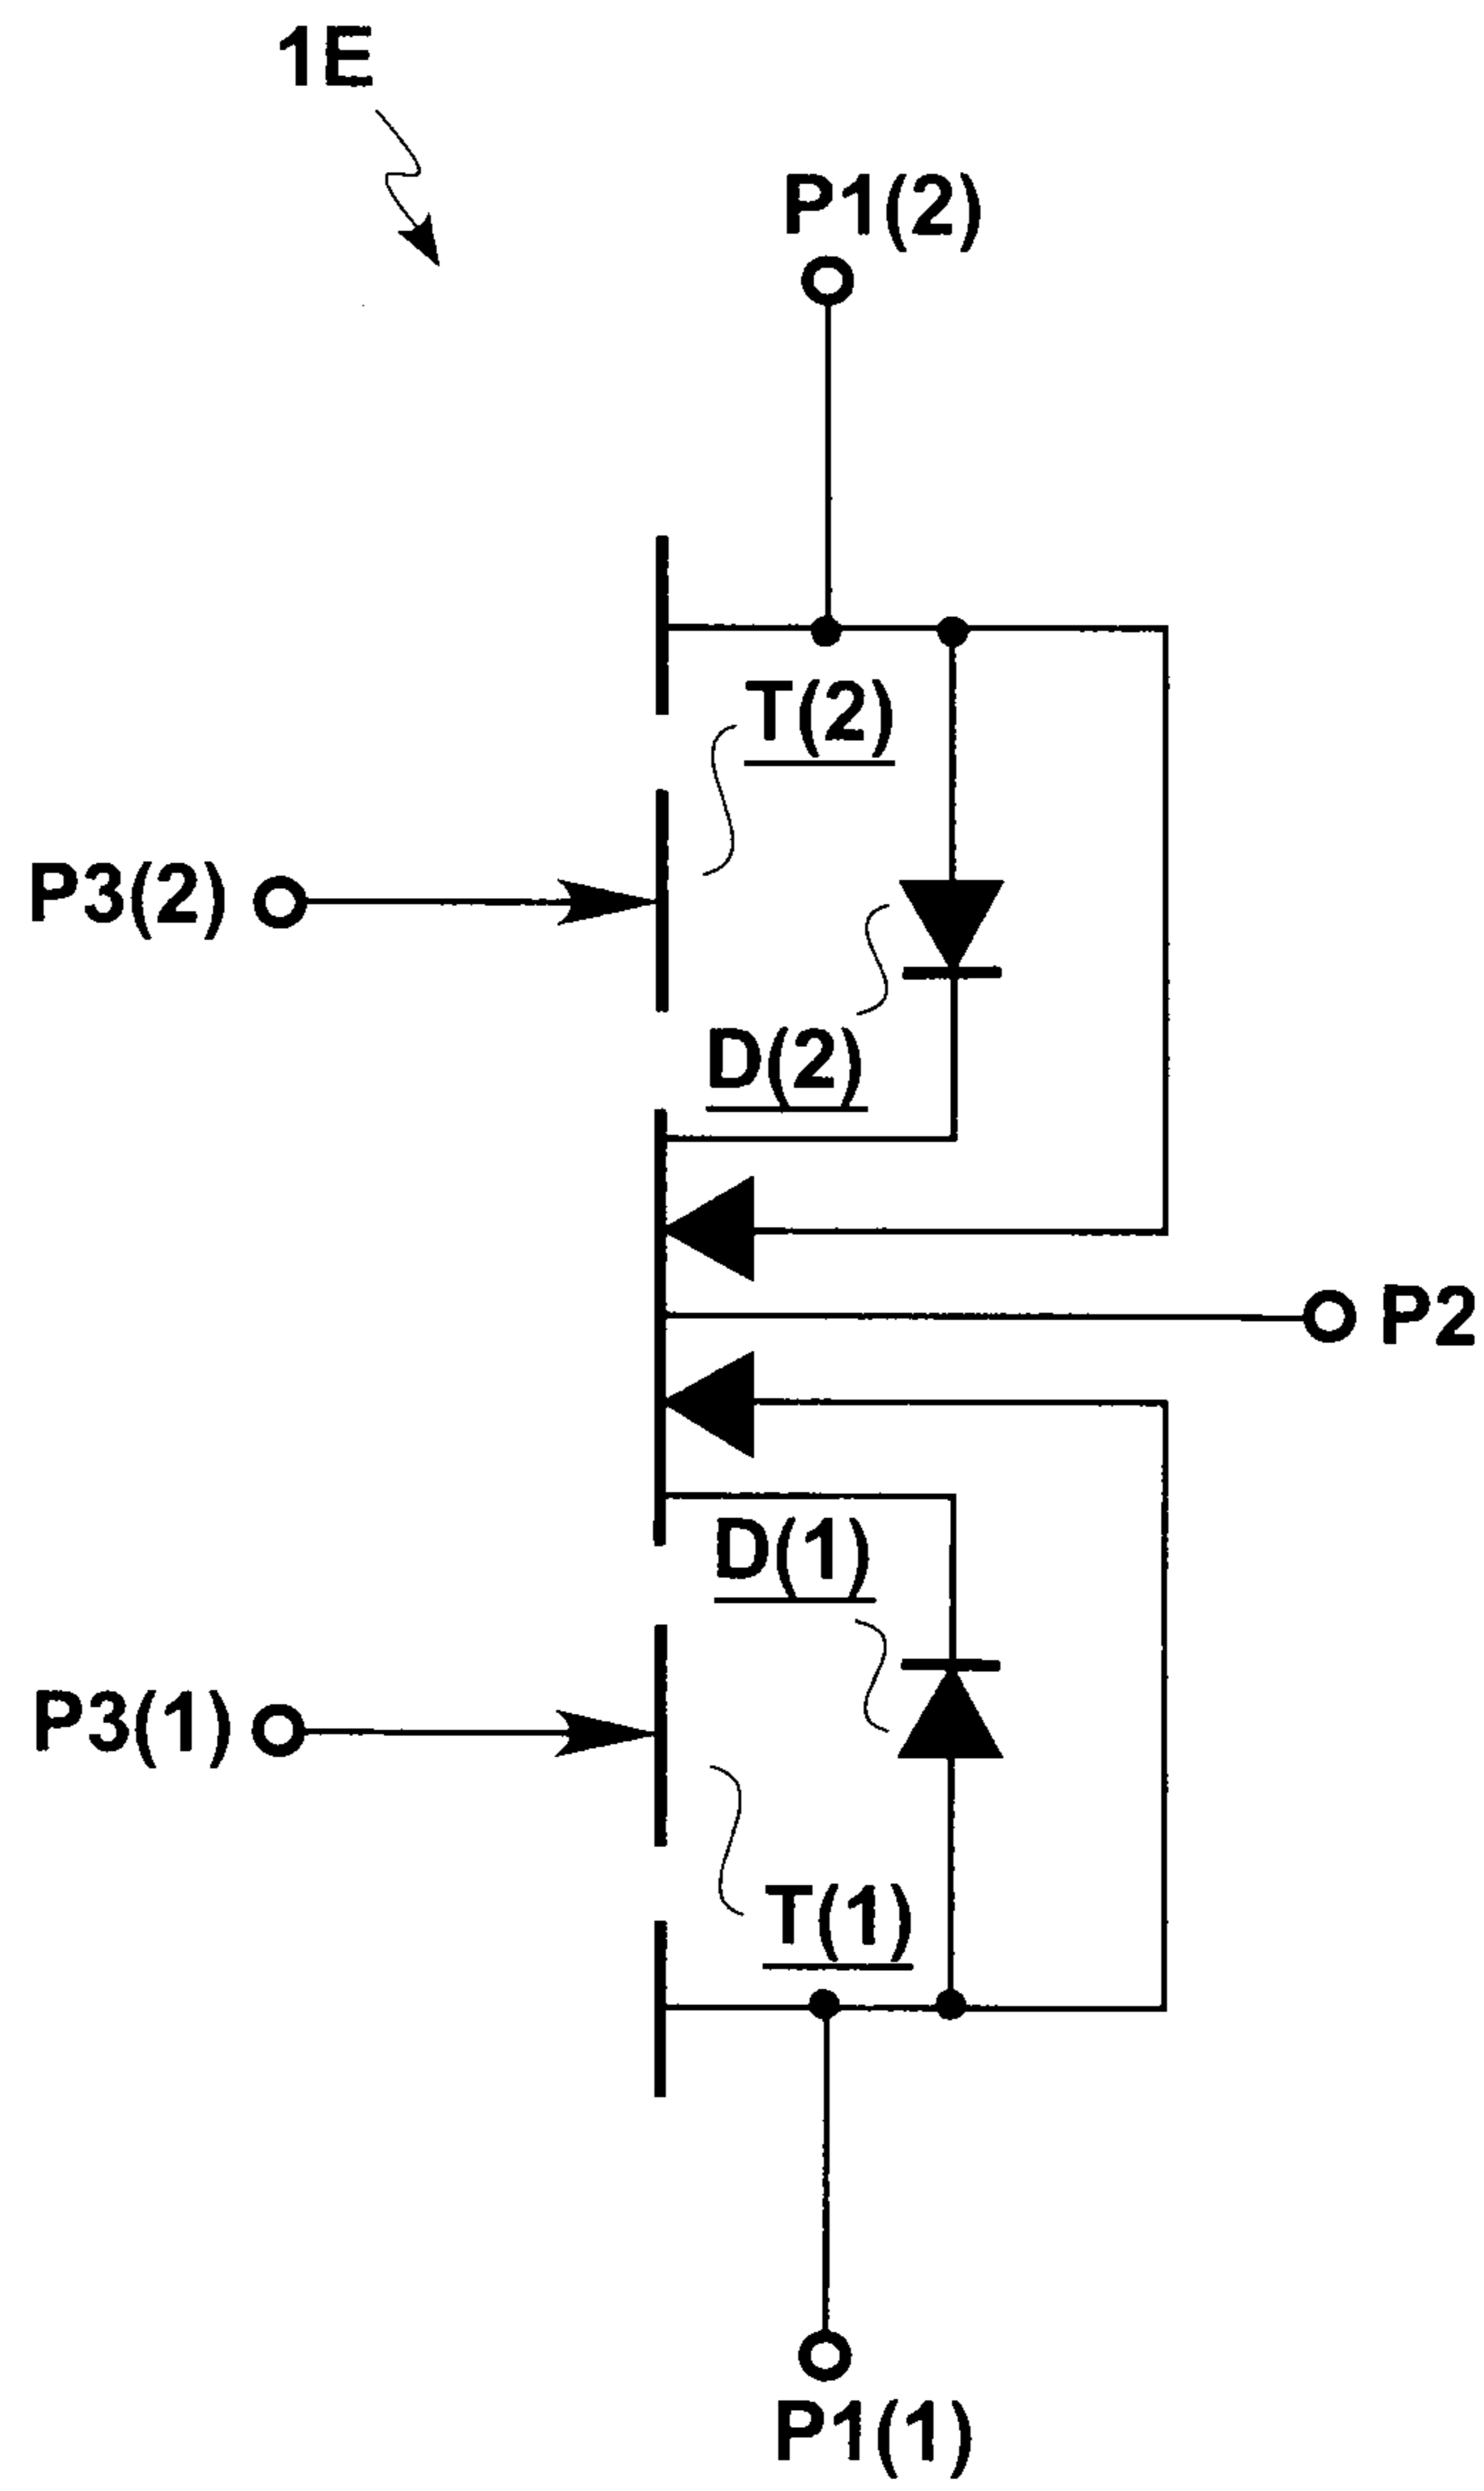 1E
P1(2)
T(2)
P3(2)
D(2)
P2
D(1)
P3(1)
T(1)
P1(1)